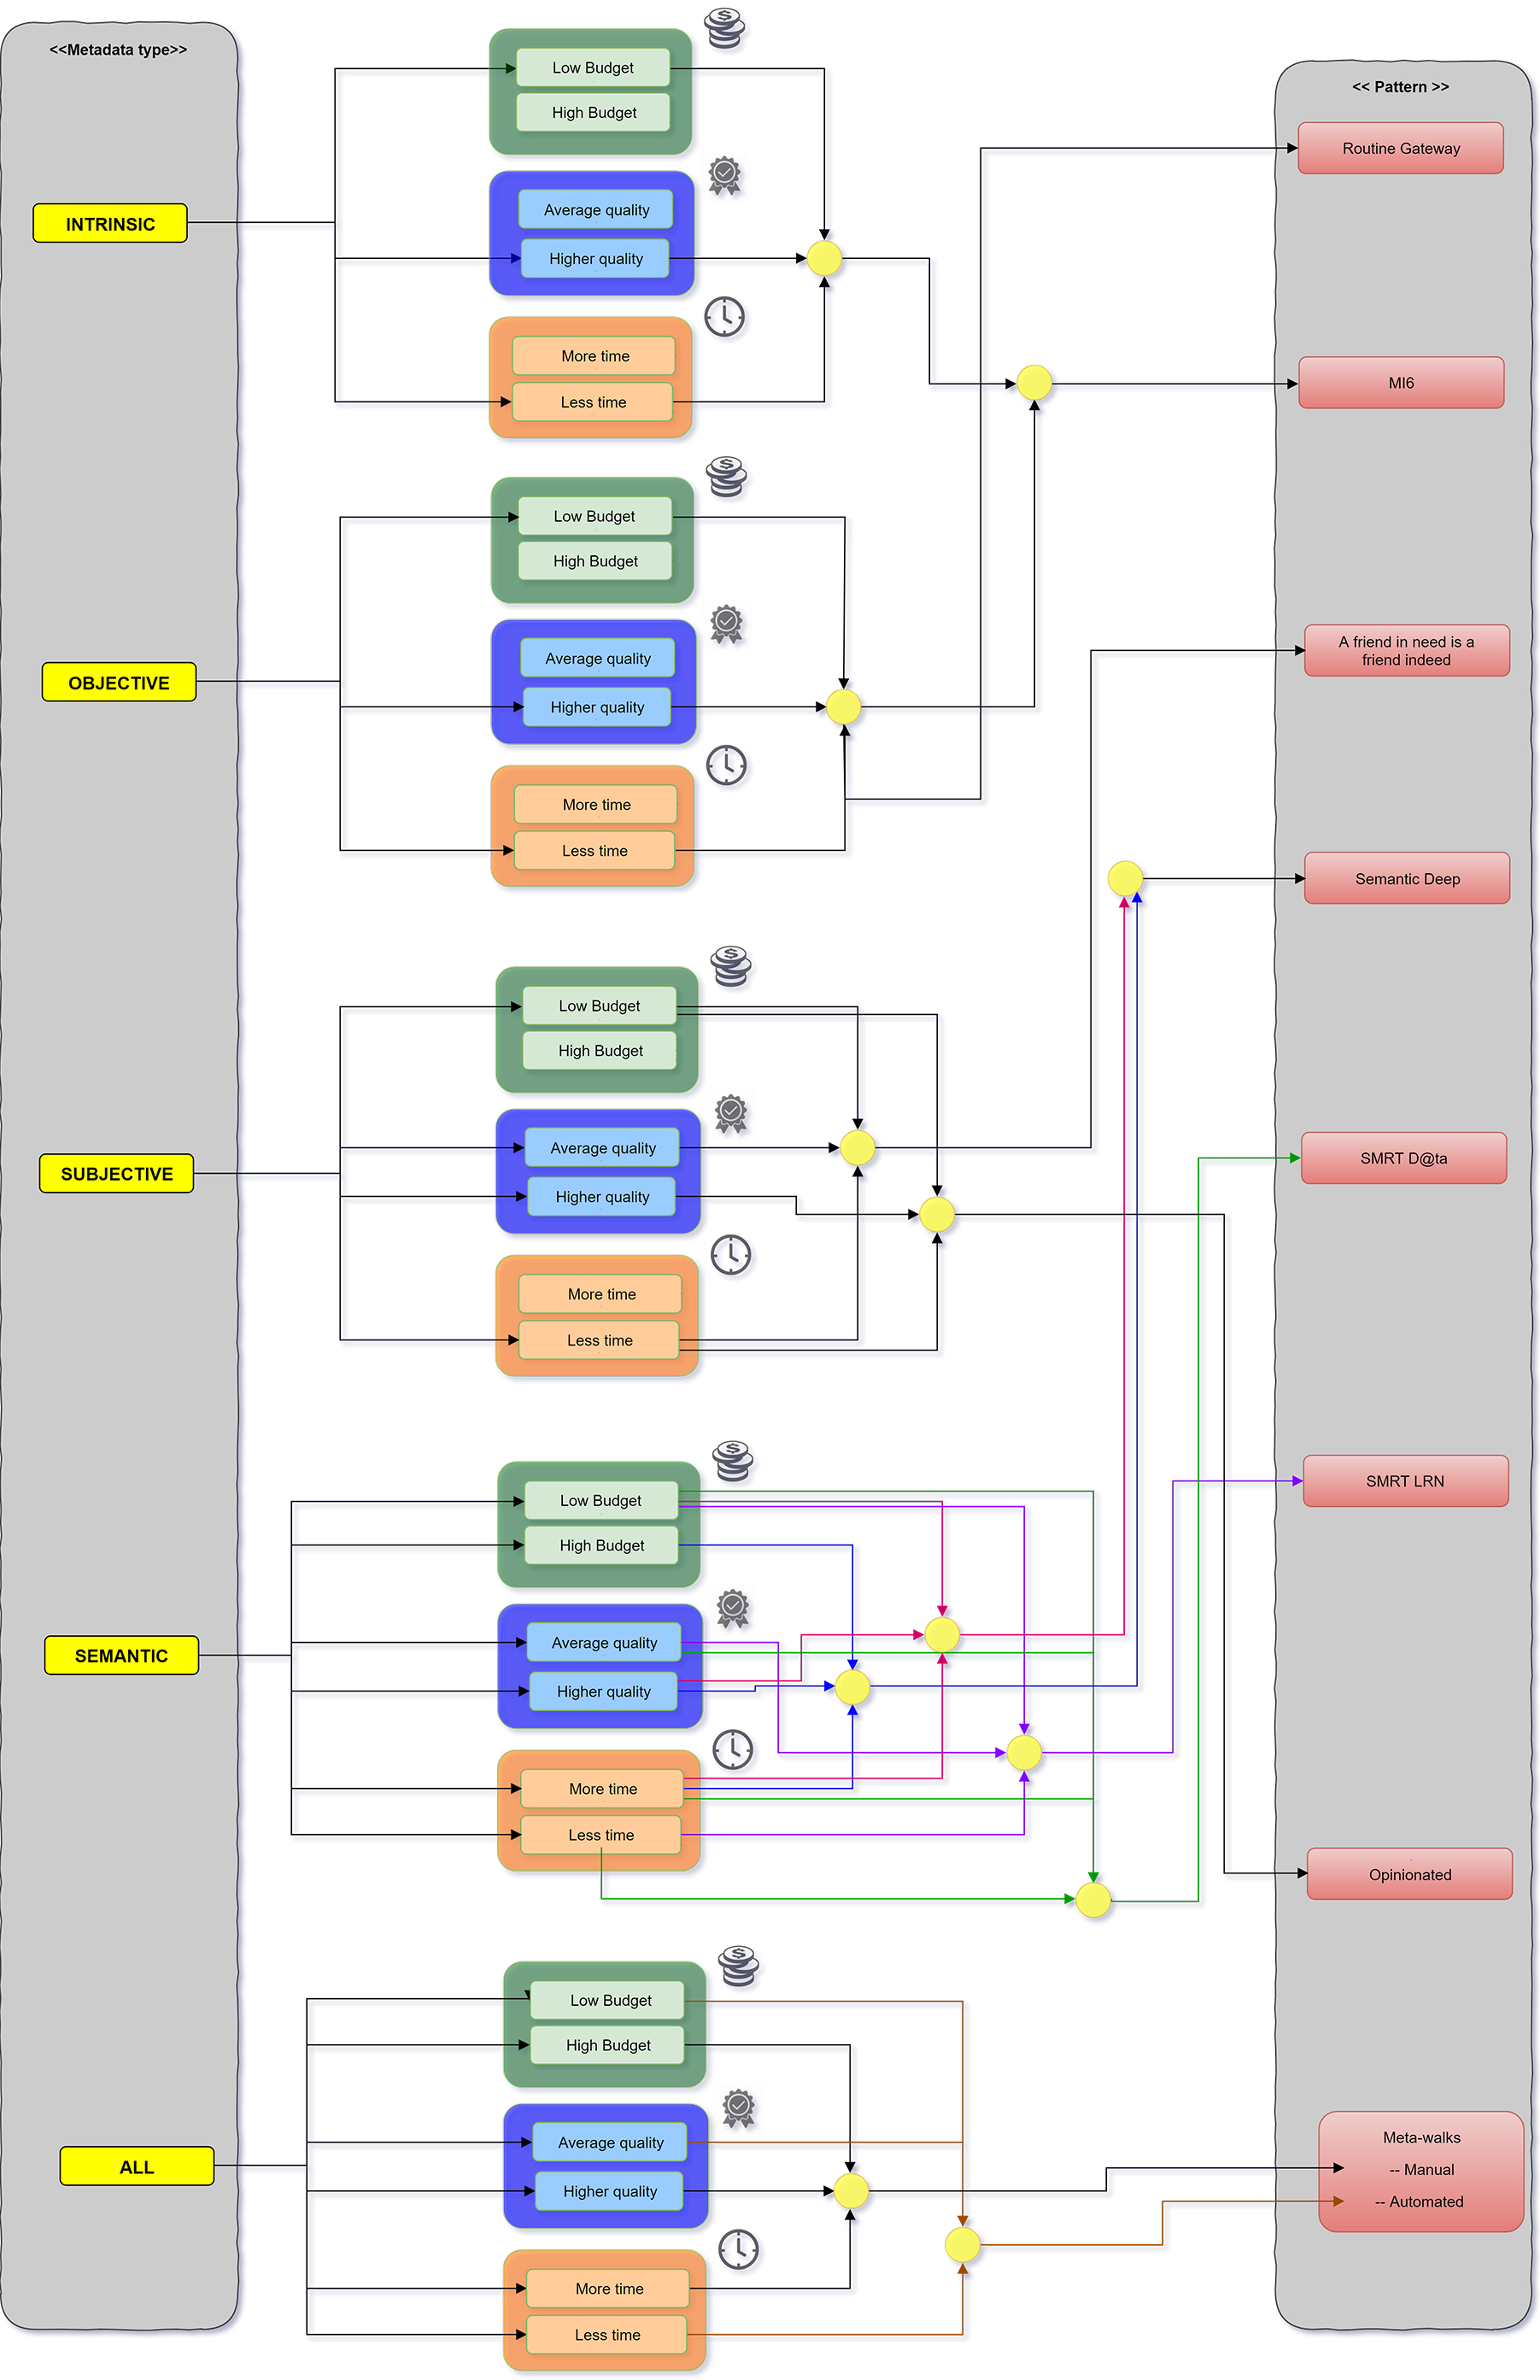 <<Metadata type>>
<< Pattern >>
INTRINSIC
Low Budget
High Budget
Average quality
Higher quality
More time
Less time
Routine Gateway
MI6
OBJECTIVE
Low Budget
High Budget
Average quality
Higher quality
More time
Less time
A friend in need is a
friend indeed
Semantic Deep
SUBJECTIVE
Low Budget
High Budget
Average quality
Higher quality
More time
Less time
SMRT D@ta
SEMANTIC
Low Budget
High Budget
Average quality
Higher quality
More time
Less time
SMRT LRN
Opinionated
ALL
Low Budget
High Budget
Average quality
Higher quality
More time
Less time
Meta-walks
-- Manual
-- Automated